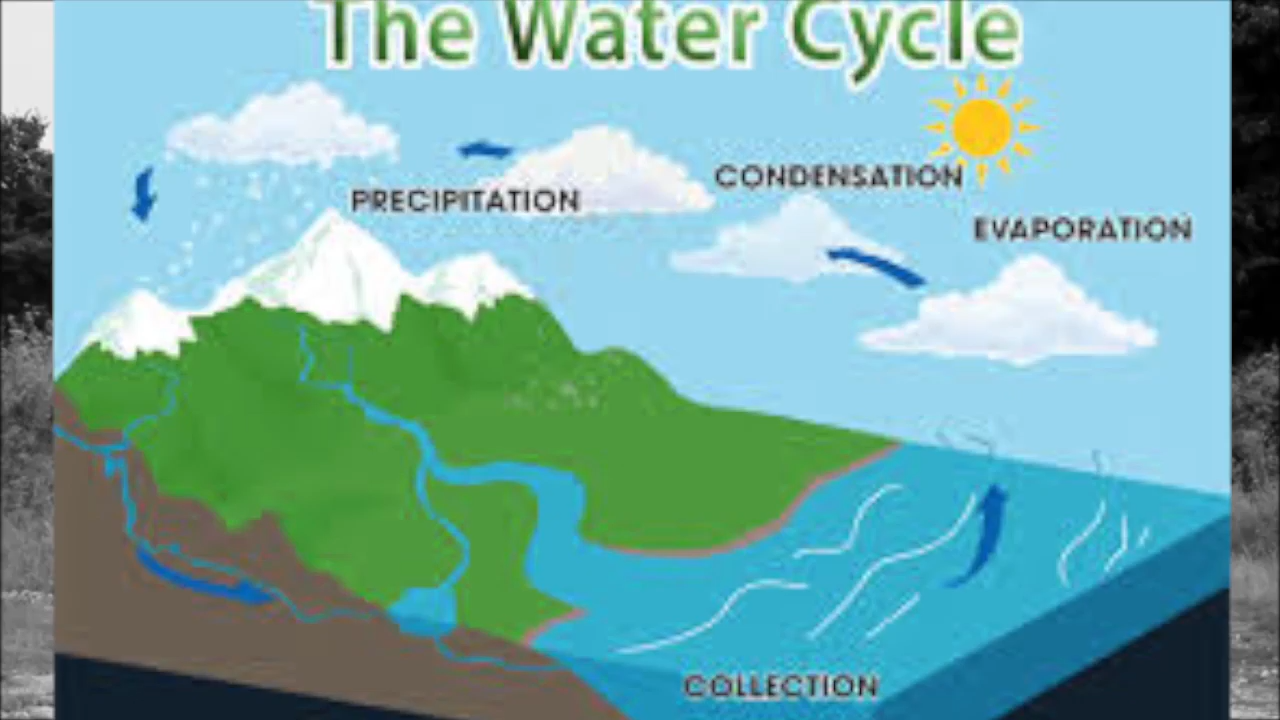 The Water Cycle
CONDENSATION
PRECIPITATION
EVAPORATION
COLLECTION